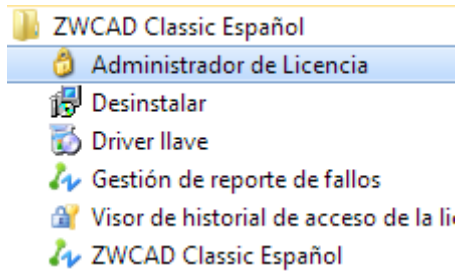 ZWCAD Classic Español
Administrador de Licencia
Desinstalar
Driver llave
Gestión de reporte de fallos
Visor de historial de acceso de la
ZWCAD Classic Español